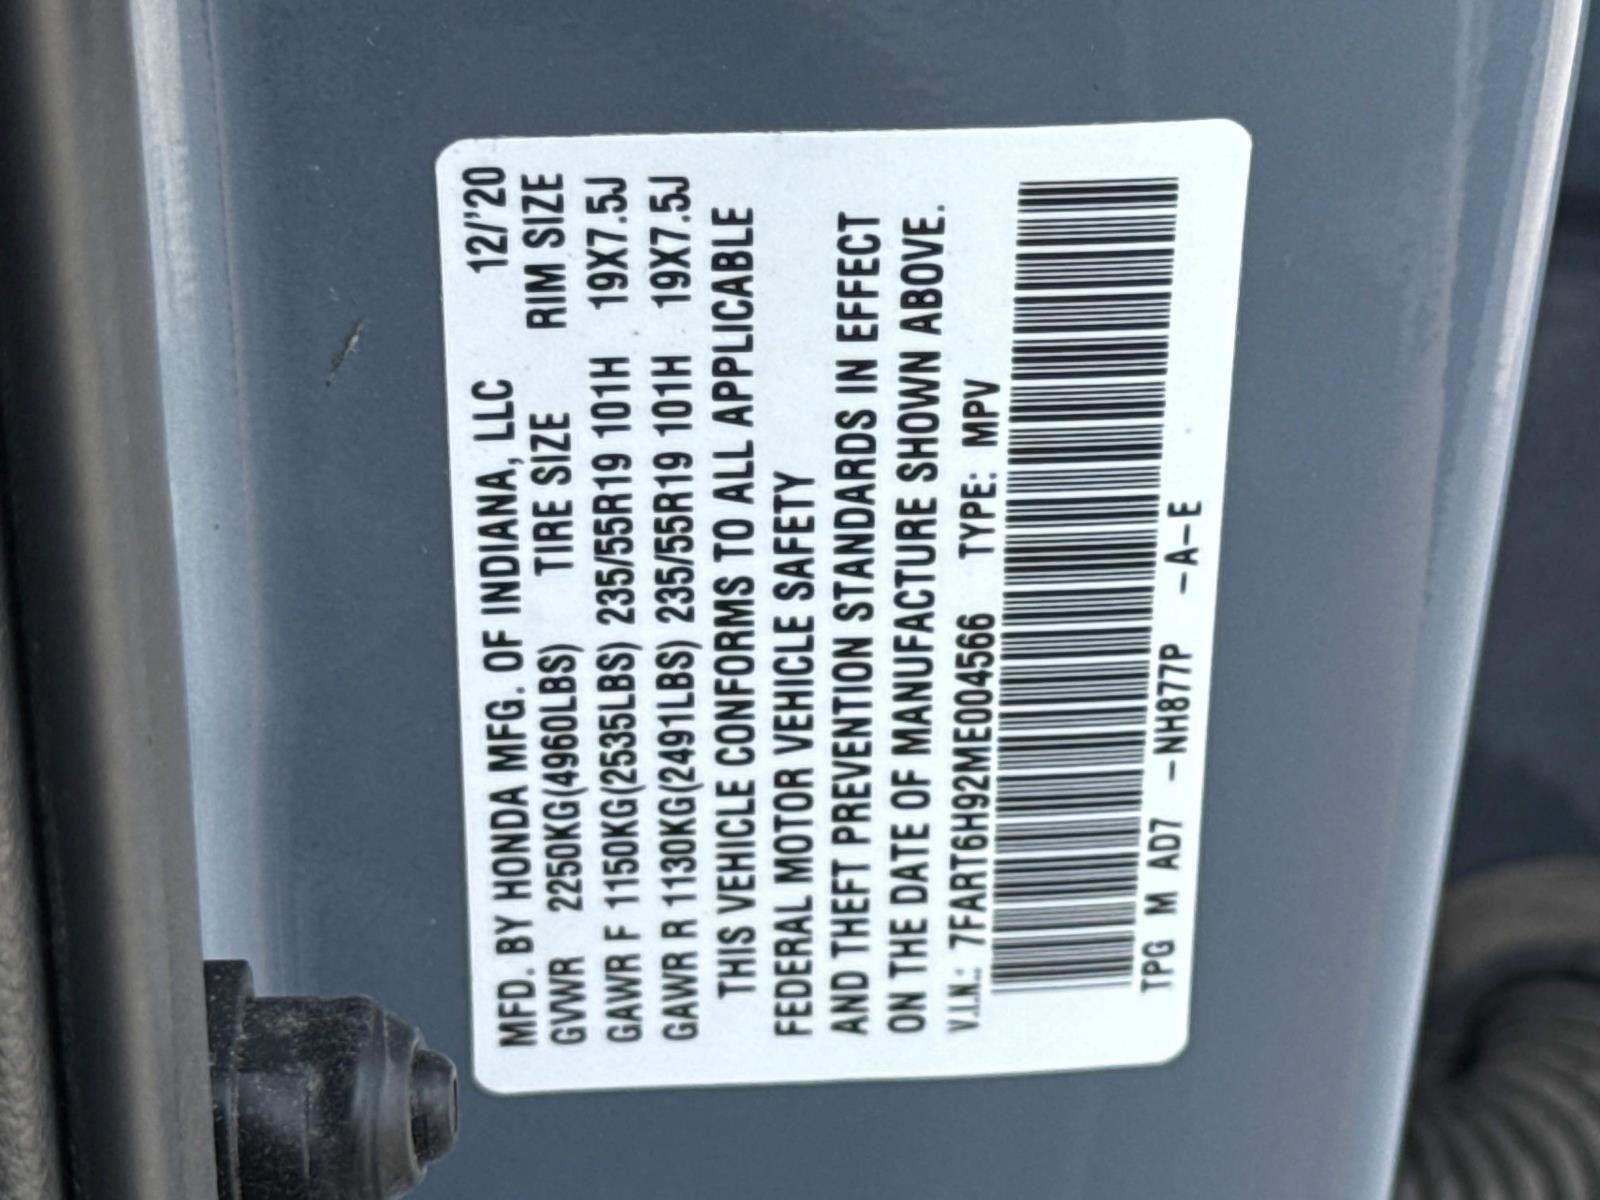 MFD. BY HONDA MFG. OF INDIANA, LLC 12/'20
GVWR 2250KG(4960LBS) TIRE SIZE RIM SIZE
GAWR F 1150KG(2535LBS) 235/55R19 101H 19X7.5J
GAWR R 1130KG(2491LBS) 235/55R19 101H 19X7.5J
THIS VEHICLE CONFORMS TO ALL APPLICABLE
FEDERAL MOTOR VEHICLE SAFETY
AND THEFT PREVENTION STANDARDS IN EFFECT
ON THE DATE OF MANUFACTURE SHOWN ABOVE.
V.I.N.: 7FART6H92ME004566 TYPE: MPV
TPG M AD7 -NH877P -A-E